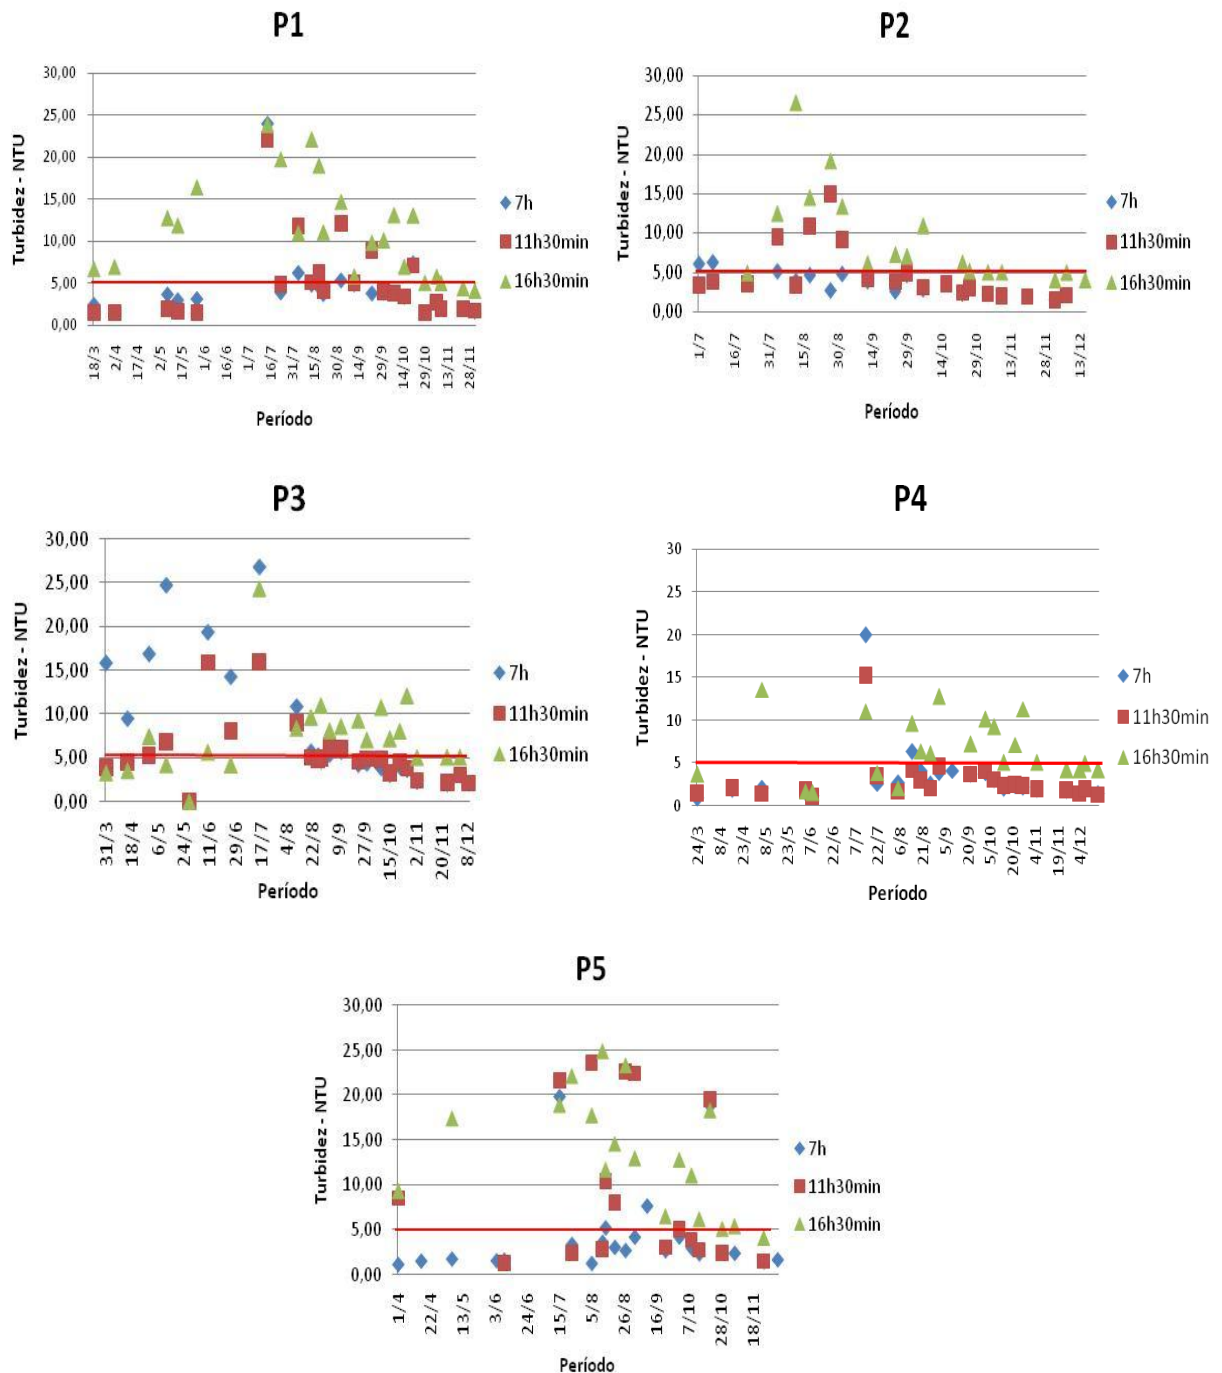 P1
Turbidez - NTU
30,00
25,00
20,00
15,00
10,00
5,00
0,00
18/3 2/4 17/4 2/5 17/5 1/6 16/6 1/7 16/7 31/7 15/8 30/8 14/9 29/9 14/10 29/10 13/11 28/11
Período
7h
11h30min
16h30min
P2
Turbidez - NTU
30,00
25,00
20,00
15,00
10,00
5,00
0,00
1/7 16/7 31/7 15/8 30/8 14/9 29/9 14/10 29/10 13/11 28/11 13/12
Período
7h
11h30min
16h30min
P3
Turbidez - NTU
30,00
25,00
20,00
15,00
10,00
5,00
0,00
31/3 18/4 6/5 24/5 11/6 29/6 17/7 4/8 22/8 9/9 27/9 15/10 2/11 20/11 8/12
Período
7h
11h30min
16h30min
P4
Turbidez - NTU
30
25
20
15
10
5
0
24/3 8/4 23/4 8/5 23/5 7/6 22/6 7/7 22/7 6/8 21/8 5/9 20/9 5/10 20/10 4/11 19/11 4/12
Período
7h
11h30min
16h30min
P5
Turbidez - NTU
30,00
25,00
20,00
15,00
10,00
5,00
0,00
1/4 22/4 13/5 3/6 24/6 15/7 5/8 26/8 16/9 7/10 28/10 18/11
Período
7h
11h30min
16h30min